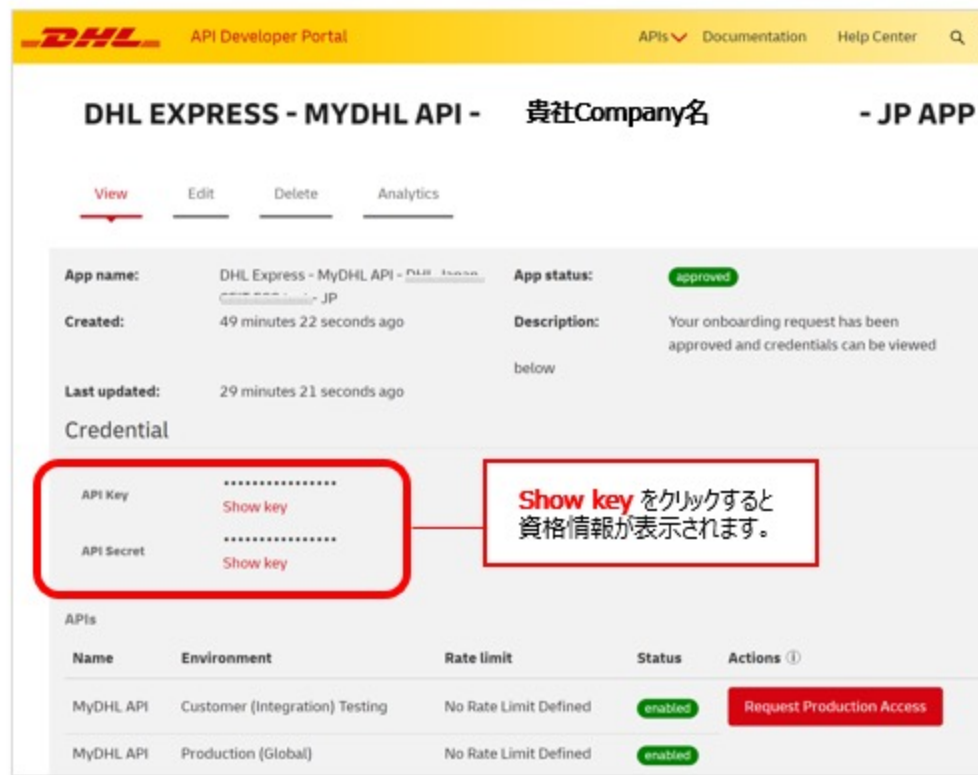 DHL API Developer Portal APIs Documentation Help Center
DHL EXPRESS - MYDHL API - 貴社Company名 - JP APP
View Edit Delete Analytics
App name: DHL Express - MyDHL API - App status: approved
- JP
Created: 49 minutes 22 seconds ago Description: Your onboarding request has been
approved and credentials can be viewed
below
Last updated: 29 minutes 21 seconds ago
Credential
API Key ••••••••••••••••
Show key
API Secret ••••••••••••••••
Show key
Show key をクリックすると
資格情報が表示されます。
APIs
Name Environment Rate limit Status Actions ⓘ
MyDHL API Customer (Integration) Testing No Rate Limit Defined enabled Request Production Access
MyDHL API Production (Global) No Rate Limit Defined enabled